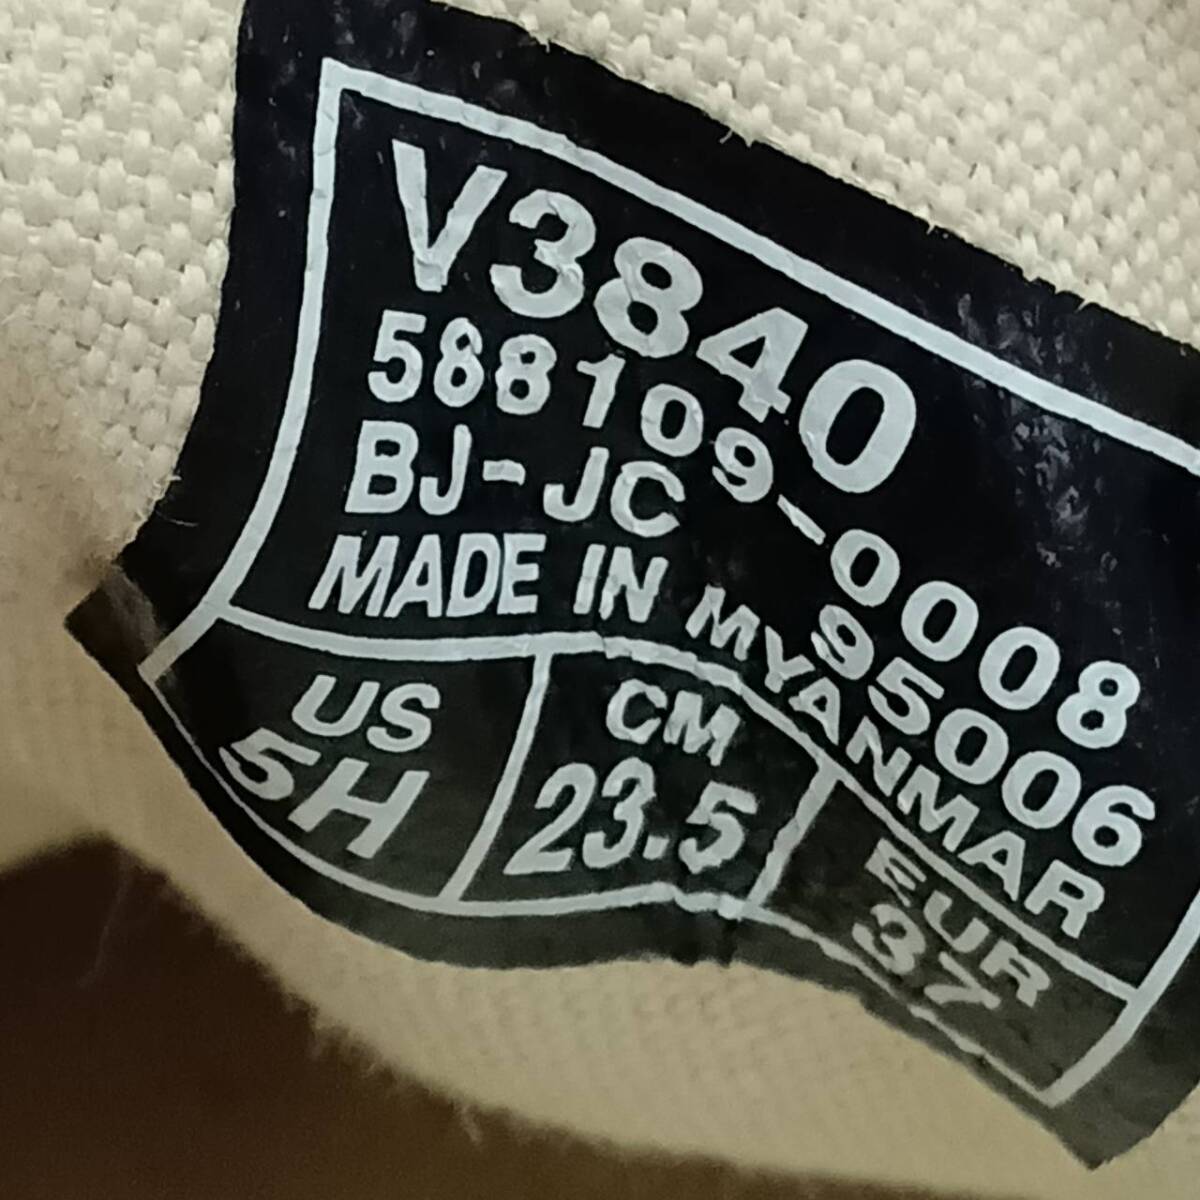 V3840
588109-0008
BJ-JC 95006
MADE IN MYANMAR
US CM EUR
5H 23.5 37